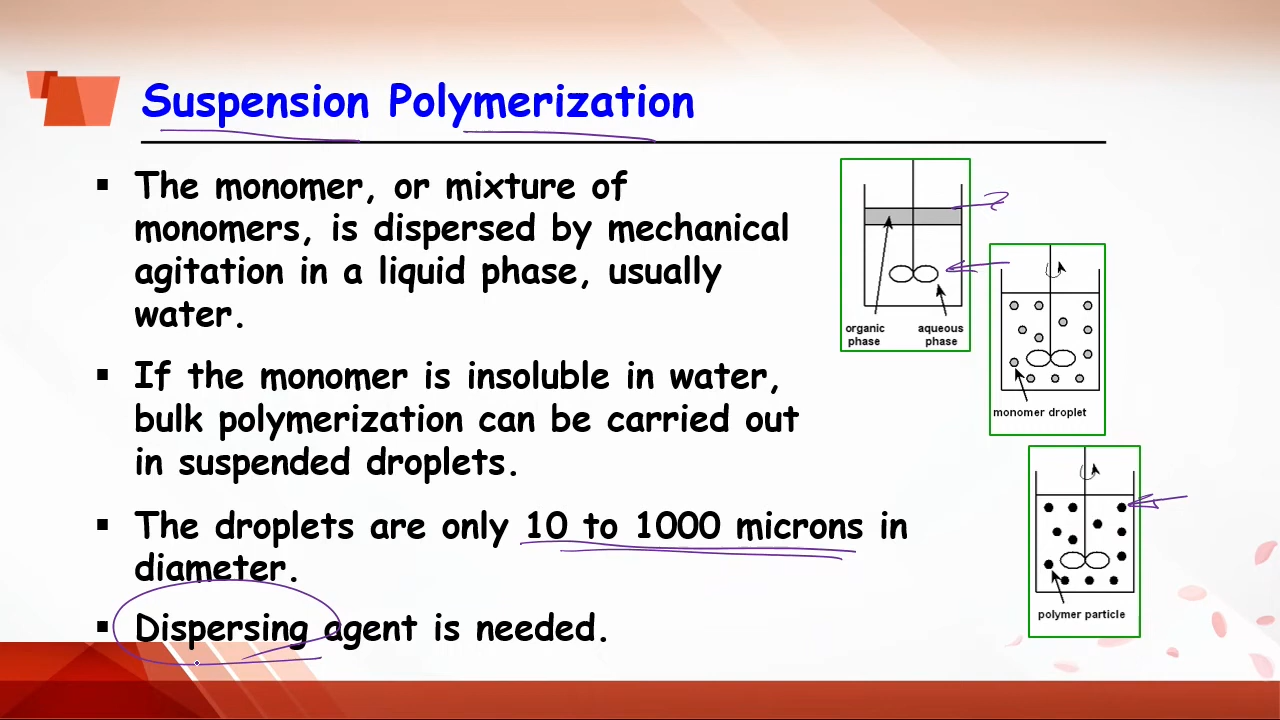 Suspension Polymerization
▪ The monomer, or mixture of
monomers, is dispersed by mechanical
agitation in a liquid phase, usually
water.
▪ If the monomer is insoluble in water,
bulk polymerization can be carried out
in suspended droplets.
▪ The droplets are only 10 to 1000 microns in
diameter.
▪ Dispersing agent is needed.
organic
phase
aqueous
phase
monomer droplet
polymer particle